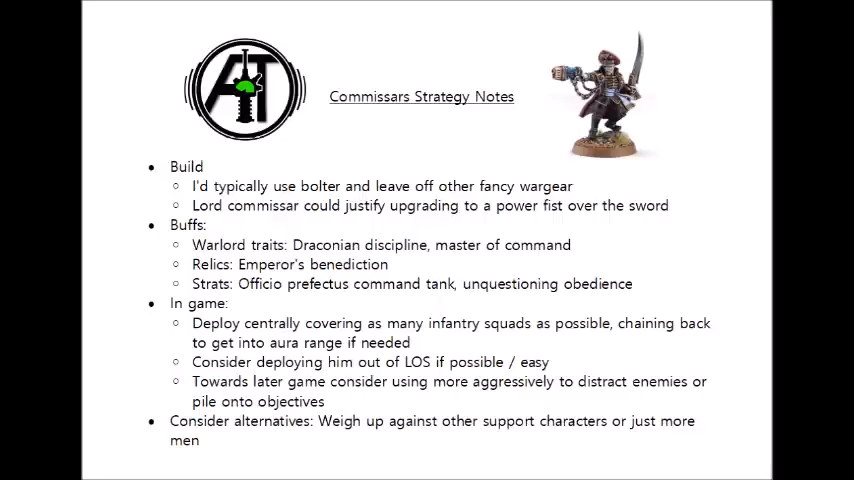 AT
Commissars Strategy Notes
• Build
○ I'd typically use bolter and leave off other fancy wargear
○ Lord commissar could justify upgrading to a power fist over the sword
• Buffs:
○ Warlord traits: Draconian discipline, master of command
○ Relics: Emperor's benediction
○ Strats: Officio prefectus command tank, unquestioning obedience
• In game:
○ Deploy centrally covering as many infantry squads as possible, chaining back
to get into aura range if needed
○ Consider deploying him out of LOS if possible / easy
○ Towards later game consider using more aggressively to distract enemies or
pile onto objectives
• Consider alternatives: Weigh up against other support characters or just more
men